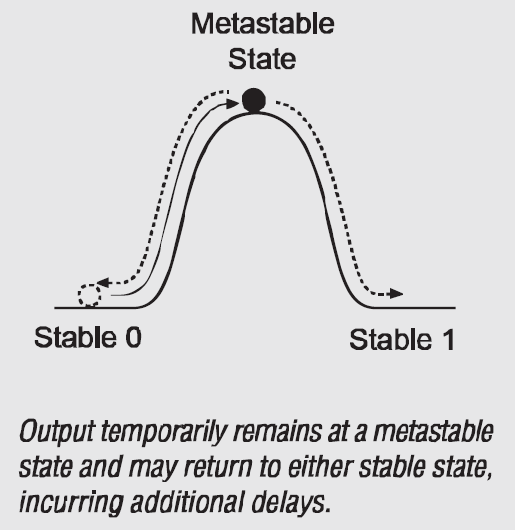 Metastable
State
Stable 0
Stable 1
Output temporarily remains at a metastable
state and may return to either stable state,
incurring additional delays.